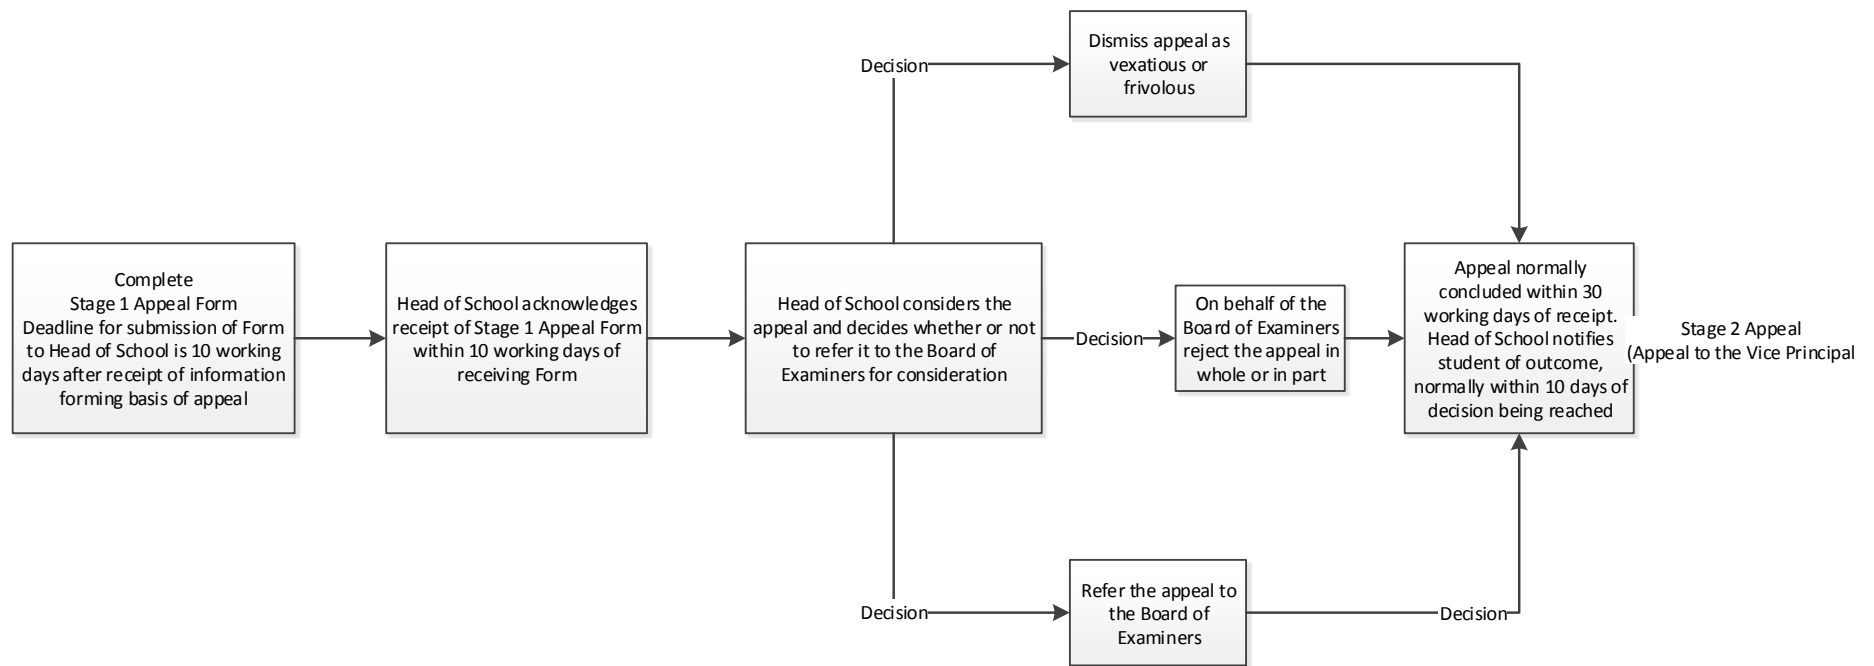 Complete
Stage 1 Appeal Form
Deadline for submission of Form
to Head of School is 10 working
days after receipt of information
forming basis of appeal
Head of School acknowledges
receipt of Stage 1 Appeal Form
within 10 working days of
receiving Form
Head of School considers the
appeal and decides whether or not
to refer it to the Board of
Examiners for consideration
Decision
Dismiss appeal as
vexatious or
frivolous
Decision
On behalf of the
Board of Examiners
reject the appeal in
whole or in part
Decision
Refer the appeal to
the Board of
Examiners
Decision
Appeal normally
concluded within 30
working days of receipt.
Head of School notifies
student of outcome,
normally within 10 days of
decision being reached
Stage 2 Appeal
(Appeal to the Vice Principal